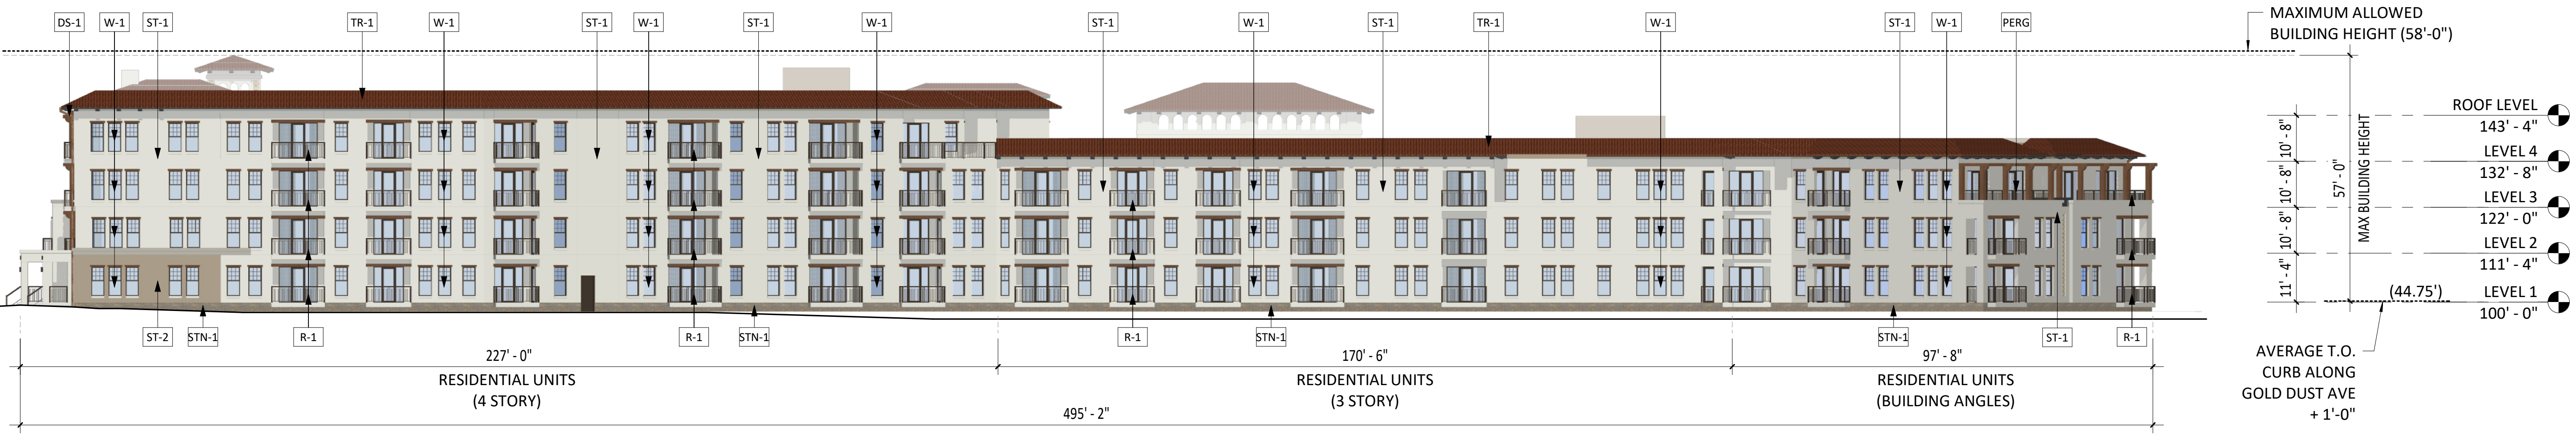 DS-1 W-1 ST-1 TR-1 W-1 ST-1 W-1 ST-1 W-1 ST-1 W-1 ST-1 TR-1 W-1 ST-1 W-1 PERG
MAXIMUM ALLOWED
BUILDING HEIGHT (58'-0")
ROOF LEVEL
143' - 4"
LEVEL 4
132' - 8"
LEVEL 3
122' - 0"
LEVEL 2
111' - 4"
LEVEL 1
100' - 0"
10' - 8"
10' - 8"
10' - 8"
11' - 4"
57' - 0"
MAX BUILDING HEIGHT
(44.75')
AVERAGE T.O.
CURB ALONG
GOLD DUST AVE
+ 1'-0"
ST-2 STN-1 R-1 R-1 STN-1 R-1 STN-1 STN-1 ST-1 R-1
227' - 0"
RESIDENTIAL UNITS
(4 STORY)
170' - 6"
RESIDENTIAL UNITS
(3 STORY)
97' - 8"
RESIDENTIAL UNITS
(BUILDING ANGLES)
495' - 2"